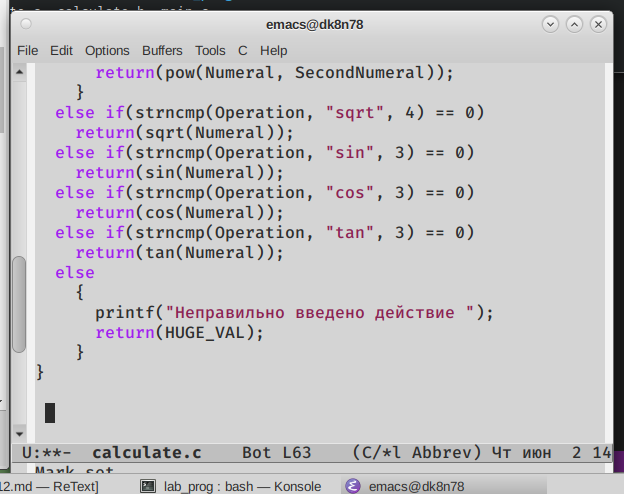 calculate.h main.c
emacs@dk8n78
File Edit Options Buffers Tools C Help
return(pow(Numeral, SecondNumeral));
}
else if(strncmp(Operation, "sqrt", 4) == 0)
return(sqrt(Numeral));
else if(strncmp(Operation, "sin", 3) == 0)
return(sin(Numeral));
else if(strncmp(Operation, "cos", 3) == 0)
return(cos(Numeral));
else if(strncmp(Operation, "tan", 3) == 0)
return(tan(Numeral));
else
{
printf("Неправильно введено действие ");
return(HUGE_VAL);
}
}
U:**- calculate.c Bot L63 (C/*l Abbrev) Чт июн 2 14
Mark set
12.md — ReText] lab_prog : bash — Konsole emacs@dk8n78